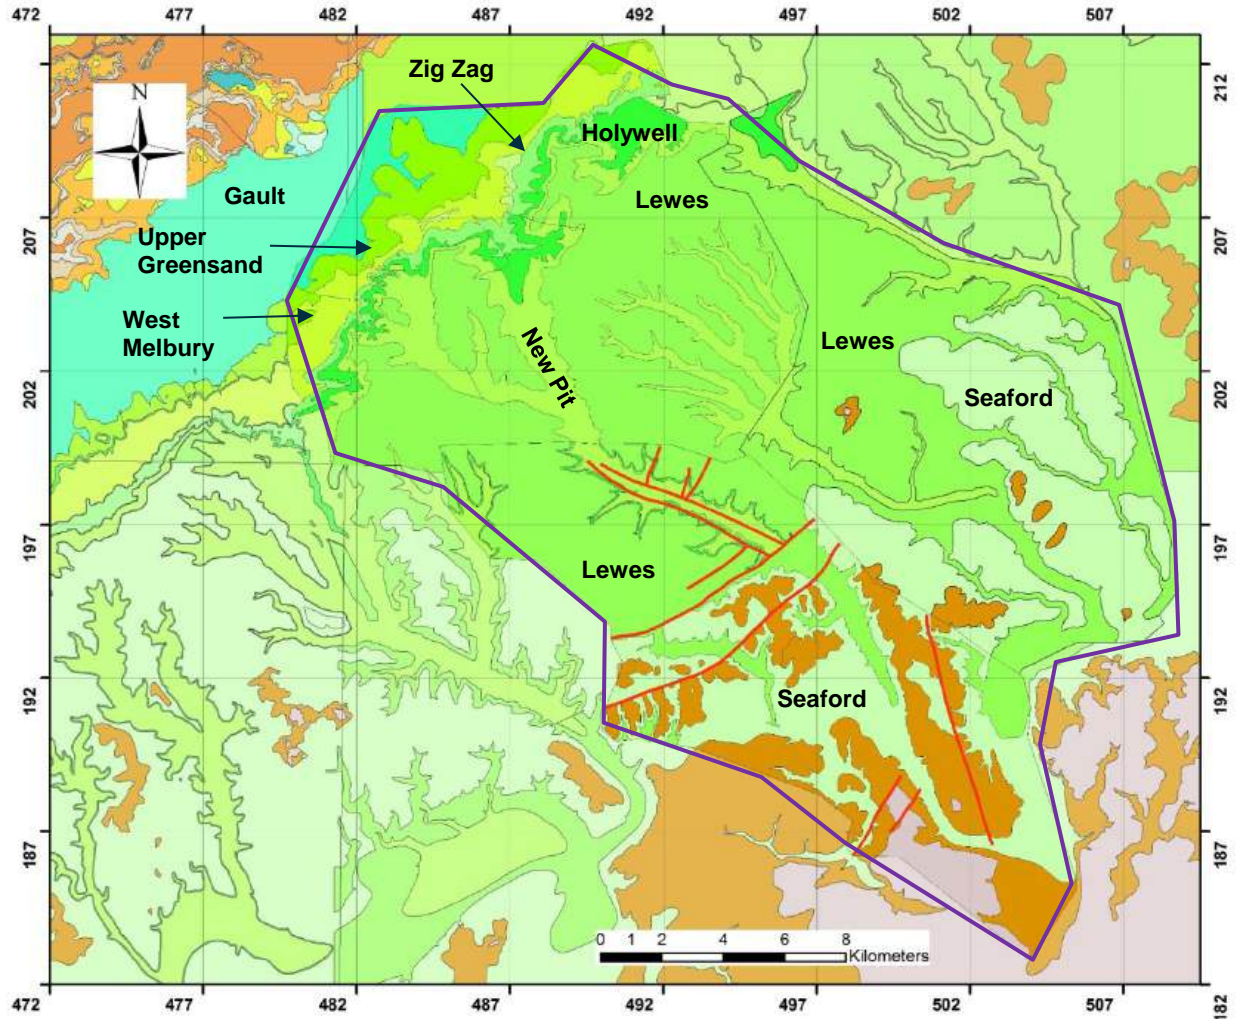 472 477 482 487 492 497 502 507
212
Zig Zag
N
Holywell
Gault
Lewes
207
207
Upper
Greensand
West
Melbury
Lewes
New Pit
202
Seaford
202
197
197
Lewes
192
Seaford
192
187
187
0 1 2 4 6 8
Kilometers
472 477 482 487 492 497 502 507
182